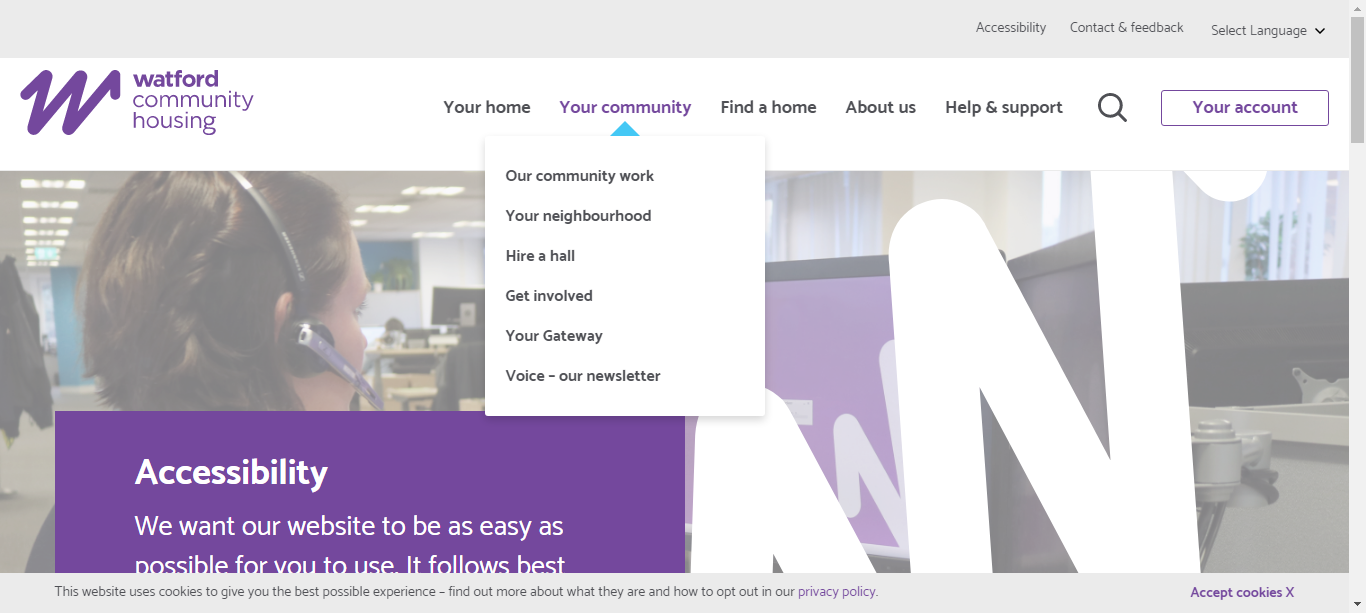 Accessibility Contact & feedback Select Language
watford
community
housing
Your home Your community Find a home About us Help & support Your account
Our community work
Your neighbourhood
Hire a hall
Get involved
Your Gateway
Voice – our newsletter
Accessibility
We want our website to be as easy as
possible for you to use. It follows best
This website uses cookies to give you the best possible experience – find out more about what they are and how to opt out in our privacy policy.
Accept cookies X